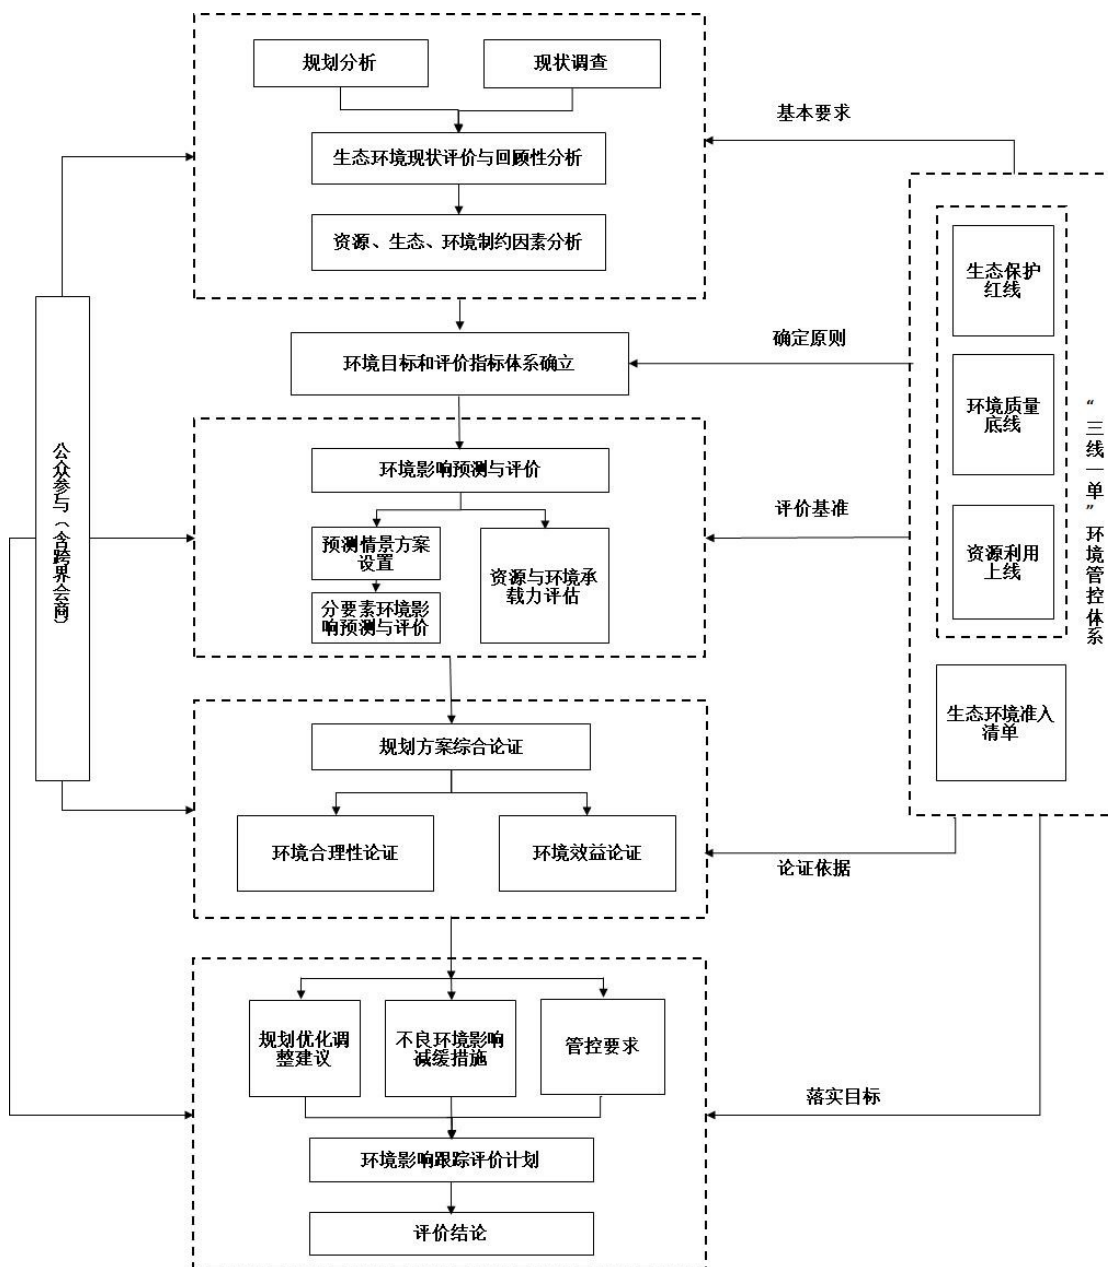 规划分析
现状调查
基本要求
生态环境现状评价与回顾性分析
资源、生态、环境制约因素分析
生态保护
红线
确定原则
环境目标和评价指标体系确立
环境质量
底线
“三线一单”环境管控体系
公众参与（含跨界会商）
环境影响预测与评价
评价基准
预测情景方案
设置
资源与环境承
载力评估
资源利用
上线
分要素环境影
响预测与评价
生态环境准入
清单
规划方案综合论证
环境合理性论证
环境效益论证
论证依据
规划优化调
整建议
不良环境影响
减缓措施
管控要求
落实目标
环境影响跟踪评价计划
评价结论